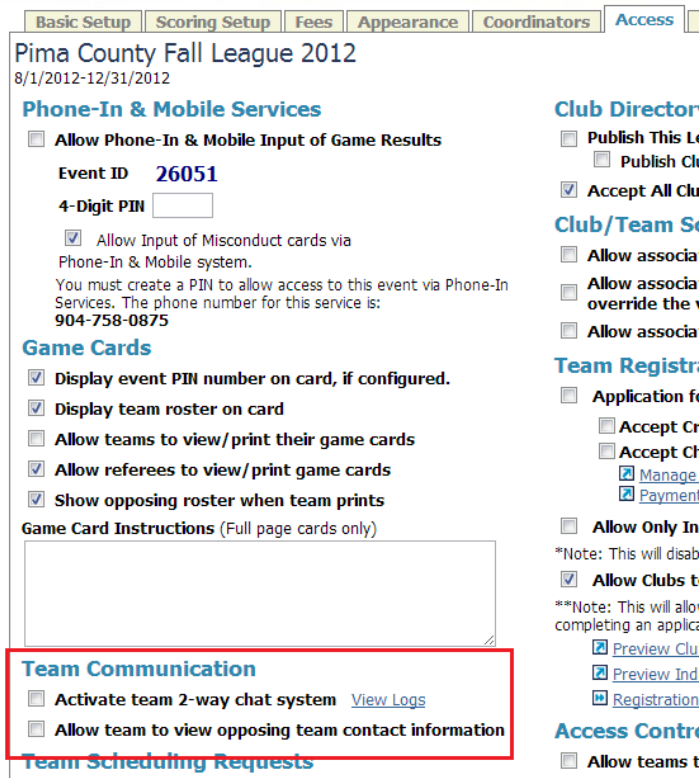 Basic Setup Scoring Setup Fees Appearance Coordinators Access
Pima County Fall League 2012
8/1/2012-12/31/2012
Phone-In & Mobile Services
Allow Phone-In & Mobile Input of Game Results
Event ID 26051
4-Digit PIN
Allow Input of Misconduct cards via
Phone-In & Mobile system.
You must create a PIN to allow access to this event via Phone-In
Services. The phone number for this service is:
904-758-0875
Game Cards
Display event PIN number on card, if configured.
Display team roster on card
Allow teams to view/print their game cards
Allow referees to view/print game cards
Show opposing roster when team prints
Game Card Instructions (Full page cards only)
Team Communication
Activate team 2-way chat system View Logs
Allow team to view opposing team contact information
Team Scheduling Requests
Club Director
Publish This Le
Publish Clu
Accept All Clu
Club/Team Sc
Allow associa
Allow associa
override the v
Allow associa
Team Registra
Application fo
Accept Cr
Accept Ch
Manage
Payment
Allow Only In
*Note: This will disab
Allow Clubs t
**Note: This will allow
completing an applica
Preview Clu
Preview Ind
Registration
Access Contro
Allow teams t